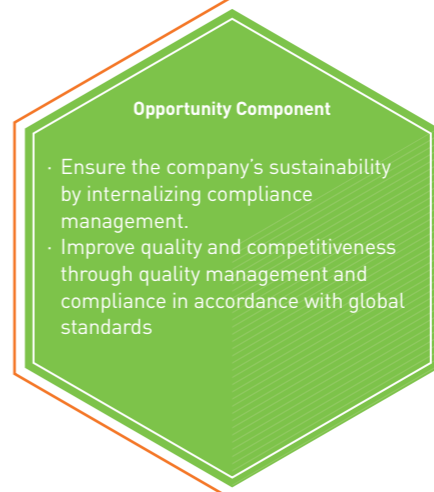 Opportunity Component
· Ensure the company’s sustainability
by internalizing compliance
management.
· Improve quality and competitiveness
through quality management and
compliance in accordance with global
standards